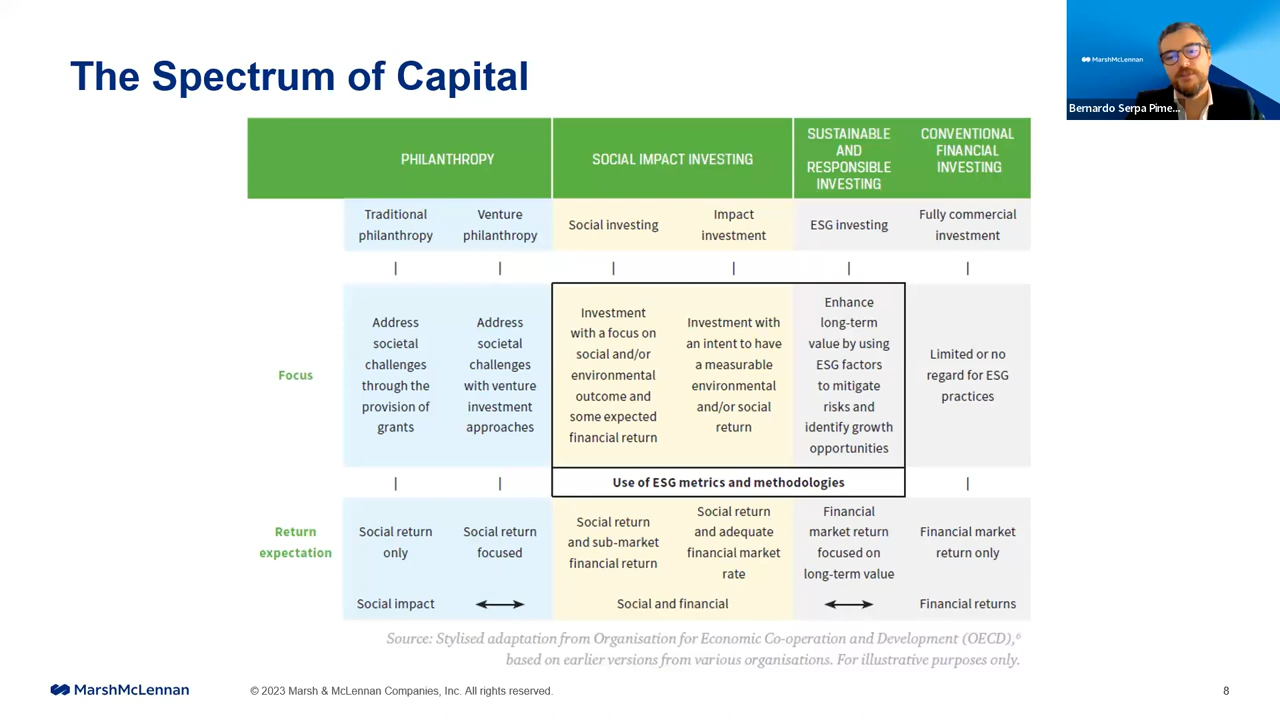 The Spectrum of Capital
MarshMcLennan
Bernardo Serpa Pime...
PHILANTHROPY
SOCIAL IMPACT INVESTING
SUSTAINABLE
AND
RESPONSIBLE
INVESTING
CONVENTIONAL
FINANCIAL
INVESTING
Traditional
philanthropy
Venture
philanthropy
Social investing
Impact
investment
ESG investing
Fully commercial
investment
Focus
Address
societal
challenges
through the
provision of
grants
Address
societal
challenges
with venture
investment
approaches
Investment
with a focus on
social and/or
environmental
outcome and
some expected
financial return
Investment with
an intent to have
a measurable
environmental
and/or social
return
Enhance
long-term
value by using
ESG factors
to mitigate
risks and
identify growth
opportunities
Limited or no
regard for ESG
practices
Use of ESG metrics and methodologies
Return
expectation
Social return
only
Social return
focused
Social return
and sub-market
financial return
Social return
and adequate
financial market
rate
Financial
market return
focused on
long-term value
Financial market
return only
Social impact
Social and financial
Financial returns
Source: Stylised adaptation from Organisation for Economic Co-operation and Development (OECD),⁶
based on earlier versions from various organisations. For illustrative purposes only.
MarshMcLennan
© 2023 Marsh & McLennan Companies, Inc. All rights reserved.
8